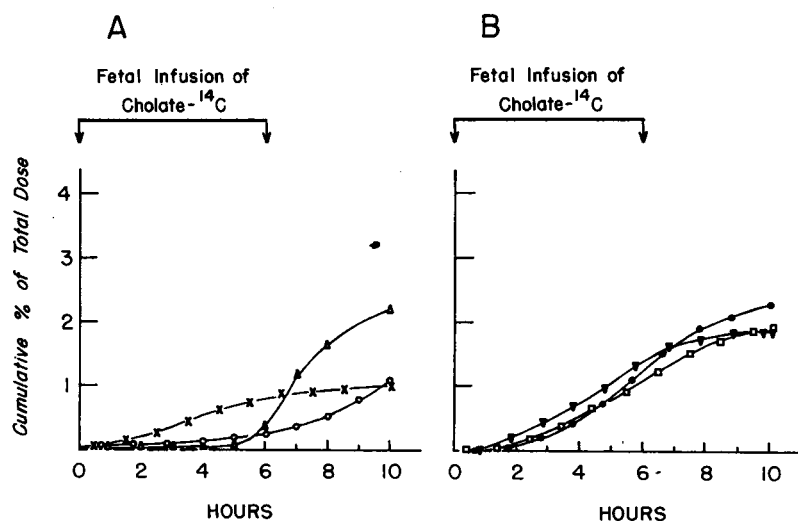 A
Fetal Infusion of
Cholate-¹⁴C
Cumulative % of Total Dose
4
3
2
1
0 2 4 6 8 10
HOURS
B
Fetal Infusion of
Cholate-¹⁴C
0 2 4 6 8 10
HOURS